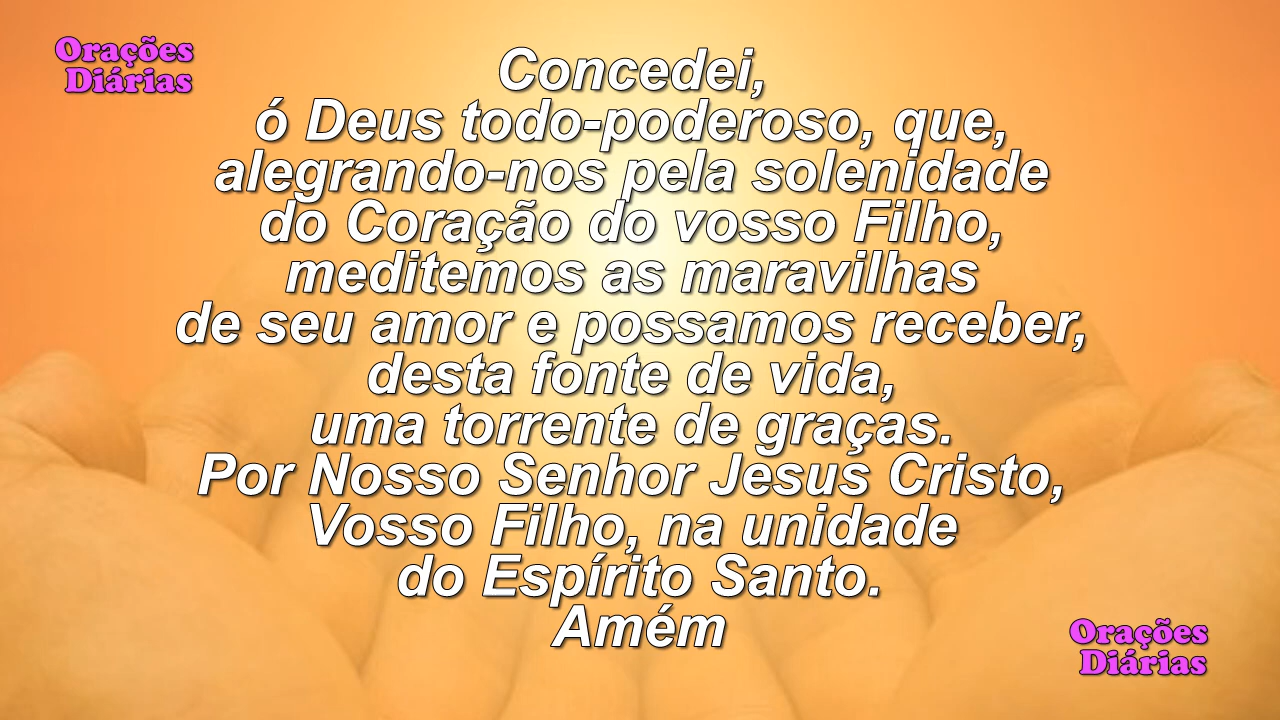 Orações
Diárias
Concedei,
ó Deus todo-poderoso, que,
alegrando-nos pela solenidade
do Coração do vosso Filho,
meditemos as maravilhas
de seu amor e possamos receber,
desta fonte de vida,
uma torrente de graças.
Por Nosso Senhor Jesus Cristo,
Vosso Filho, na unidade
do Espírito Santo.
Amém
Orações
Diárias